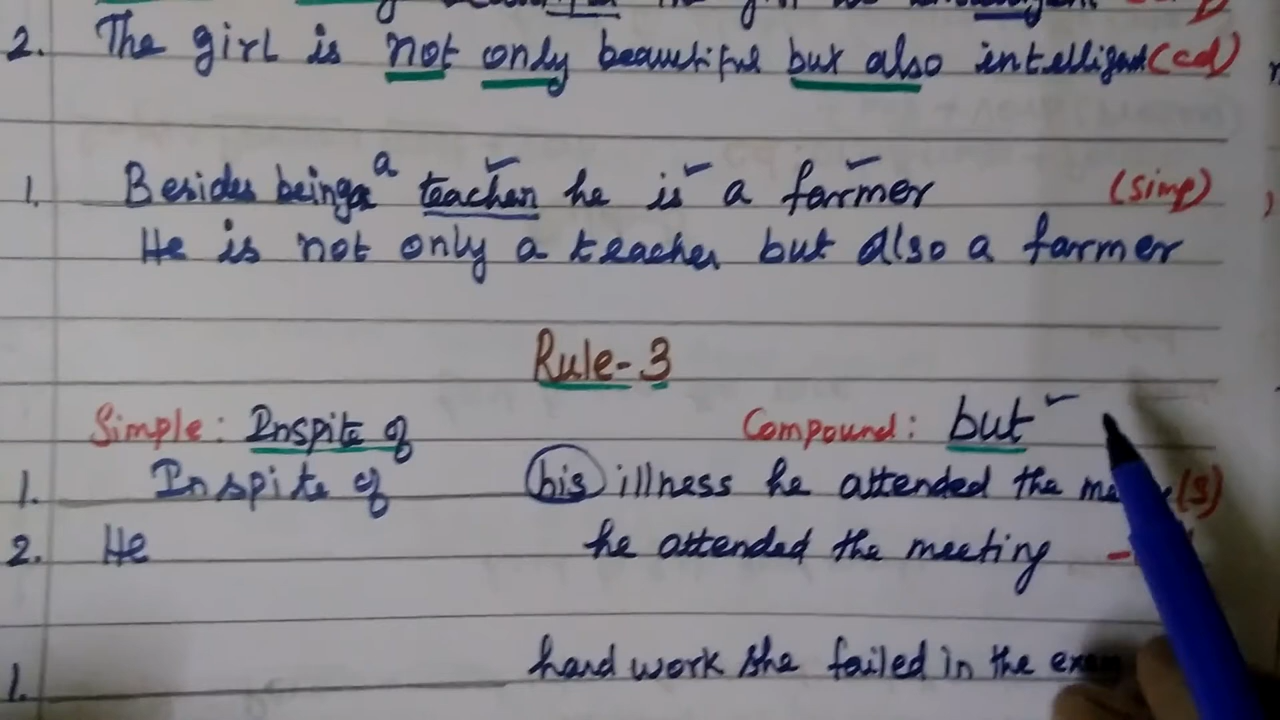 2. The girl is not only beautiful but also intelligent (cd)
1. Besides being a teacher he is a farmer (simp)
He is not only a teacher but also a farmer
Rule-3
Simple: Inspite of Compound: but
1. Inspite of his illness he attended the (S)
2. He he attended the meeting -
1. hard work she failed in the